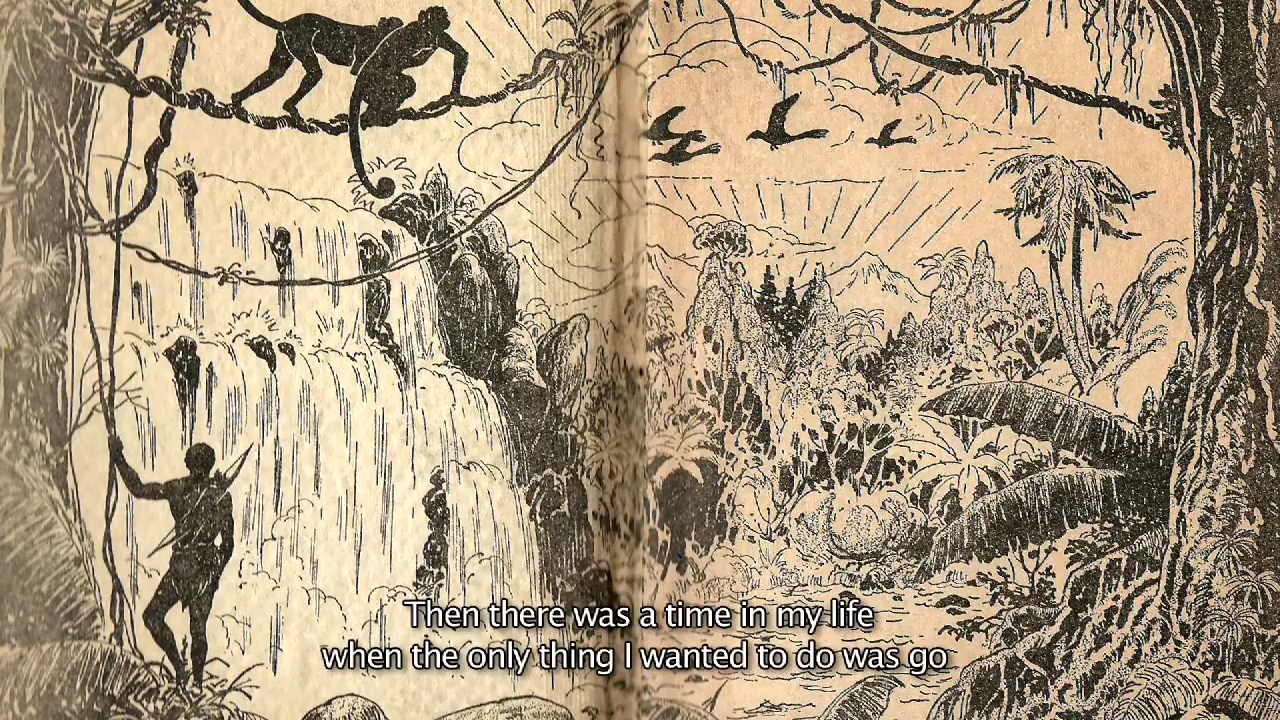 Then there was a time in my life
when the only thing I wanted to do was go